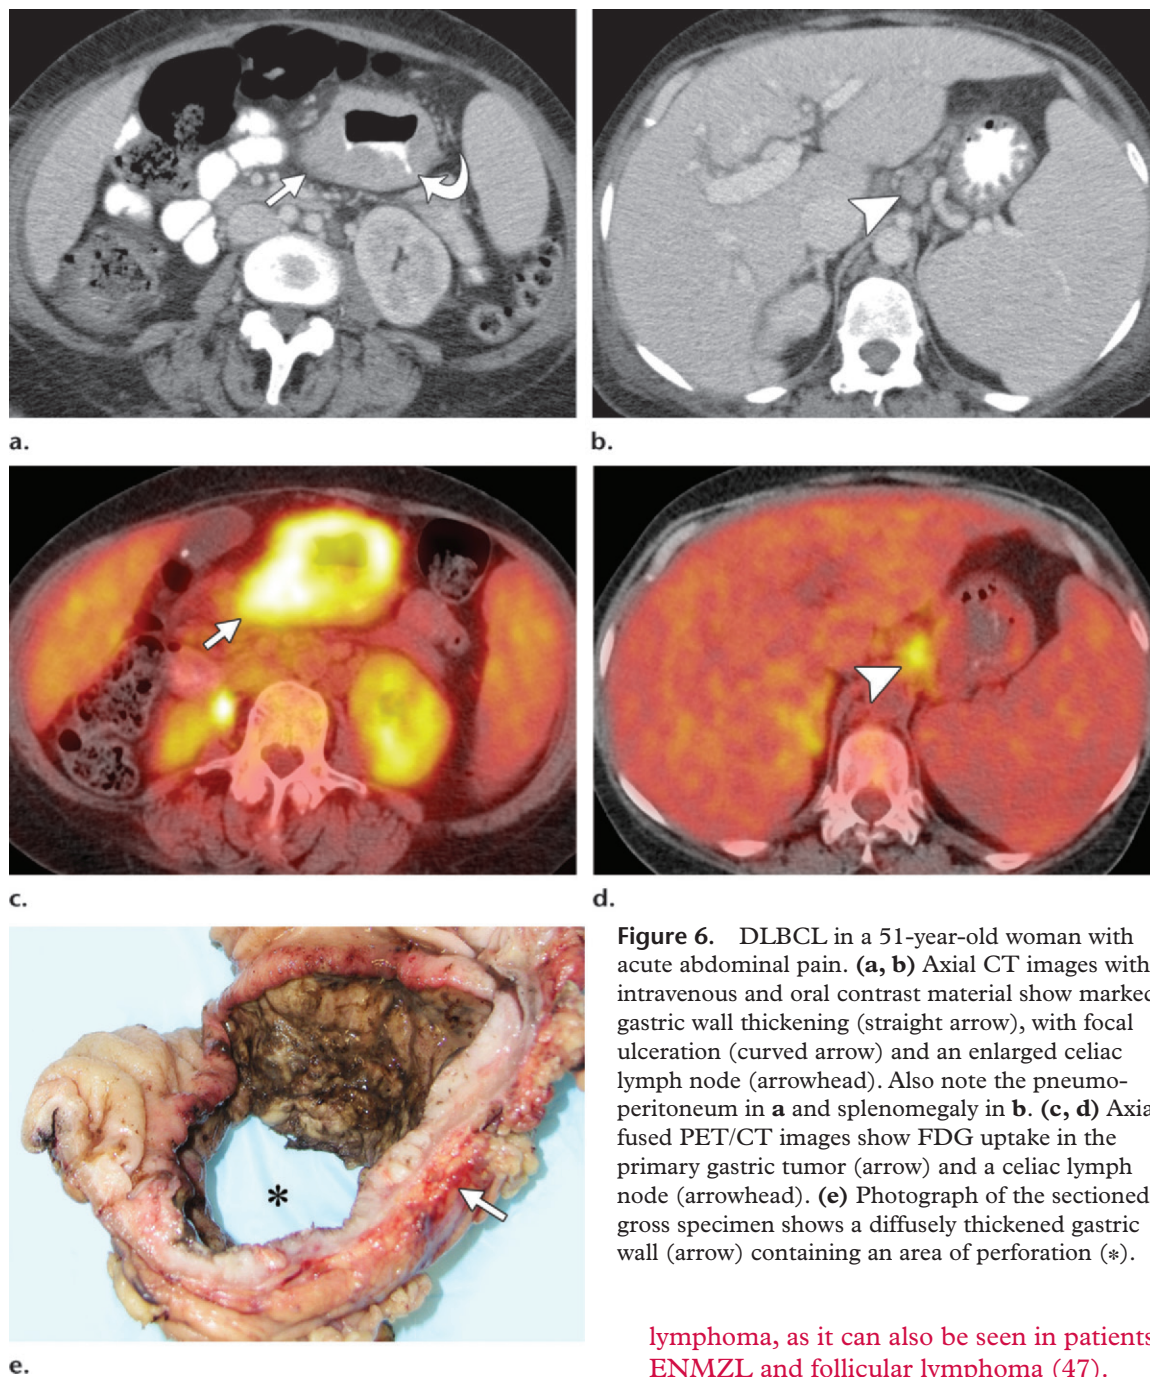 a.
b.
c.
d.
*
e.
Figure 6. DLBCL in a 51-year-old woman with
acute abdominal pain. (a, b) Axial CT images with
intravenous and oral contrast material show marked
gastric wall thickening (straight arrow), with focal
ulceration (curved arrow) and an enlarged celiac
lymph node (arrowhead). Also note the pneumo-
peritoneum in a and splenomegaly in b. (c, d) Axia
fused PET/CT images show FDG uptake in the
primary gastric tumor (arrow) and a celiac lymph
node (arrowhead). (e) Photograph of the sectioned
gross specimen shows a diffusely thickened gastric
wall (arrow) containing an area of perforation (*).
lymphoma, as it can also be seen in patients
ENMZL and follicular lymphoma (47).